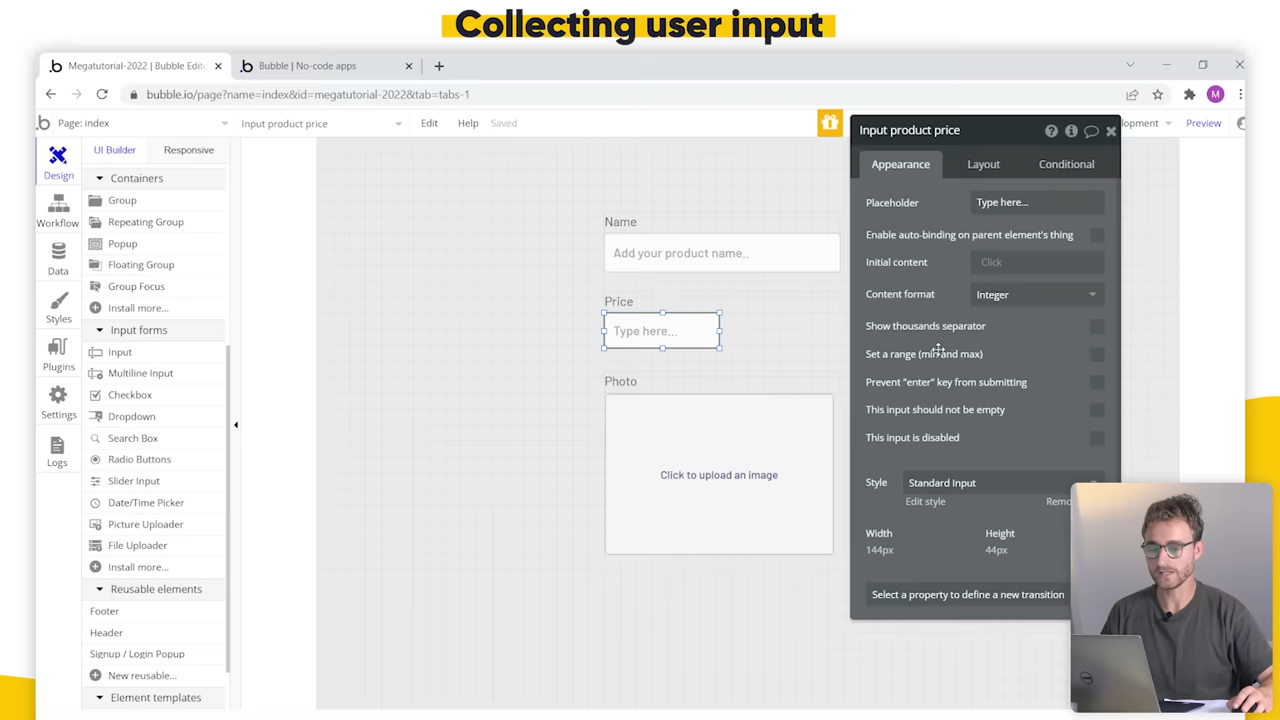 Collecting user input
Megatutorial-2022 | Bubble Edito
Bubble | No-code apps
bubble.io/page?name=index&id=megatutorial-2022&tab=tabs-1
M
Page: index
Input product price
Edit
Help
Saved
lopment
Preview
Design
Workflow
Data
Styles
Plugins
Settings
Logs
UI Builder
Responsive
Containers
Group
Repeating Group
Popup
Floating Group
Group Focus
Install more...
Input forms
Input
Multiline Input
Checkbox
Dropdown
Search Box
Radio Buttons
Slider Input
Date/Time Picker
Picture Uploader
File Uploader
Install more...
Reusable elements
Footer
Header
Signup / Login Popup
New reusable...
Element templates
Name
Add your product name..
Price
Type here...
Photo
Click to upload an image
Input product price
Appearance
Layout
Conditional
Placeholder
Type here...
Enable auto-binding on parent element's thing
Initial content
Click
Content format
Integer
Show thousands separator
Set a range (min and max)
Prevent "enter" key from submitting
This input should not be empty
This input is disabled
Style
Standard Input
Edit style
Remo
Width
Height
144px
44px
Select a property to define a new transition